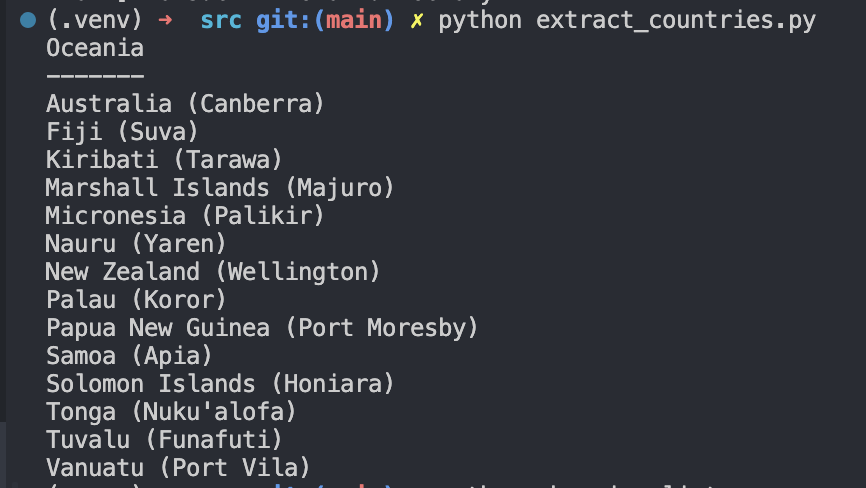 (.venv) → src git:(main) ✗ python extract_countries.py
Oceania
-------
Australia (Canberra)
Fiji (Suva)
Kiribati (Tarawa)
Marshall Islands (Majuro)
Micronesia (Palikir)
Nauru (Yaren)
New Zealand (Wellington)
Palau (Koror)
Papua New Guinea (Port Moresby)
Samoa (Apia)
Solomon Islands (Honiara)
Tonga (Nuku'alofa)
Tuvalu (Funafuti)
Vanuatu (Port Vila)